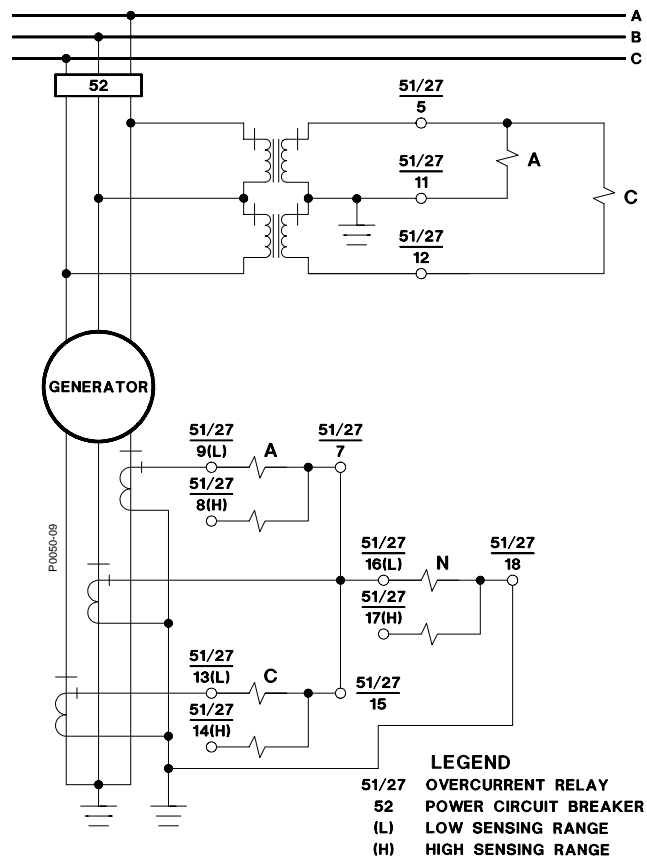 A
B
C
52
51/27
5
51/27
11
A
C
51/27
12
GENERATOR
51/27
9(L)
A
51/27
7
51/27
8(H)
P0050-09
51/27
16(L)
N
51/27
18
51/27
17(H)
51/27
13(L)
C
51/27
15
51/27
14(H)
LEGEND
51/27 OVERCURRENT RELAY
52 POWER CIRCUIT BREAKER
(L) LOW SENSING RANGE
(H) HIGH SENSING RANGE